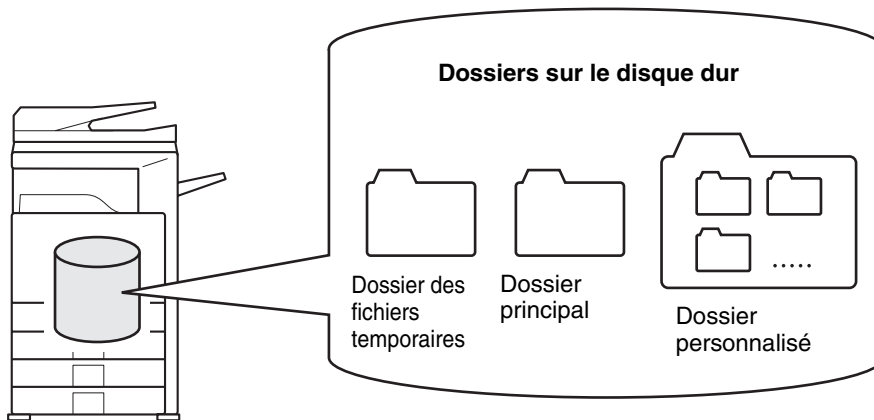 Dossiers sur le disque dur
Dossier des
fichiers
temporaires
Dossier
principal
.....
Dossier
personnalisé